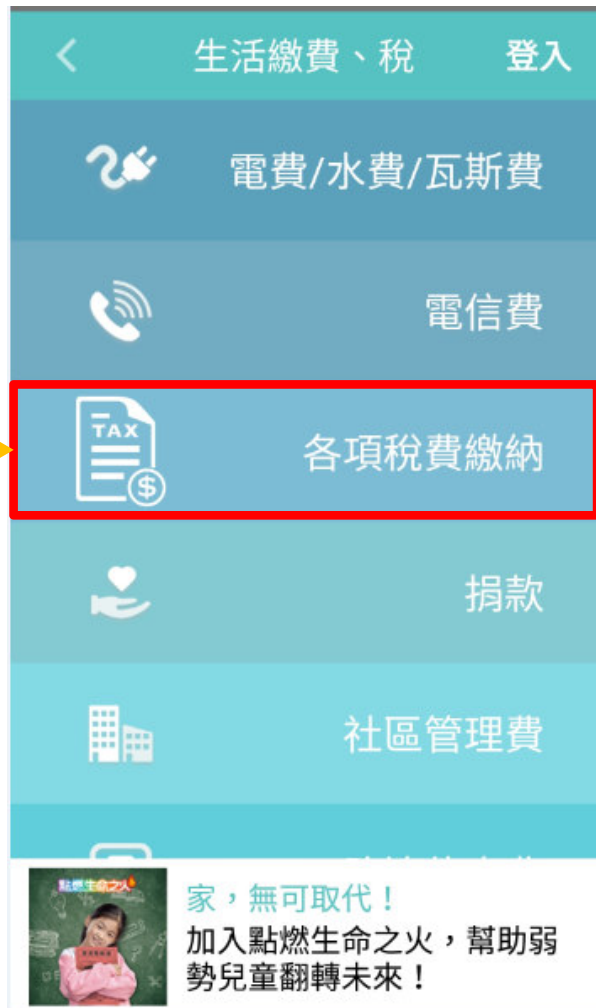 生活繳費、稅 登入
電費/水費/瓦斯費
電信費
TAX
$
各項稅費繳納
捐款
社區管理費
點燃生命之火
家，無可取代！
加入點燃生命之火，幫助弱
勢兒童翻轉未來！